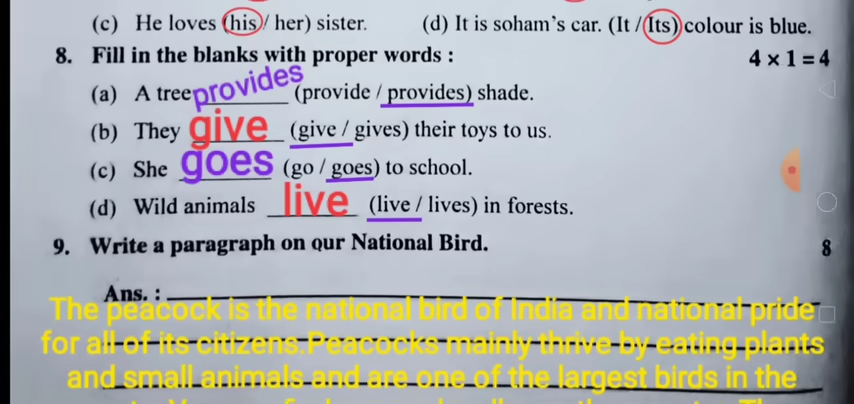 (c) He loves (his / her) sister. (d) It is soham's car. (It / Its) colour is blue.
8. Fill in the blanks with proper words : 4 × 1 = 4
(a) A tree provides (provide / provides) shade.
(b) They give (give / gives) their toys to us.
(c) She goes (go / goes) to school.
(d) Wild animals live (live / lives) in forests.
9. Write a paragraph on our National Bird. 8
Ans. :
The peacock is the national bird of India and national pride
for all of its citizens.Peacocks mainly thrive by eating plants
and small animals and are one of the largest birds in the